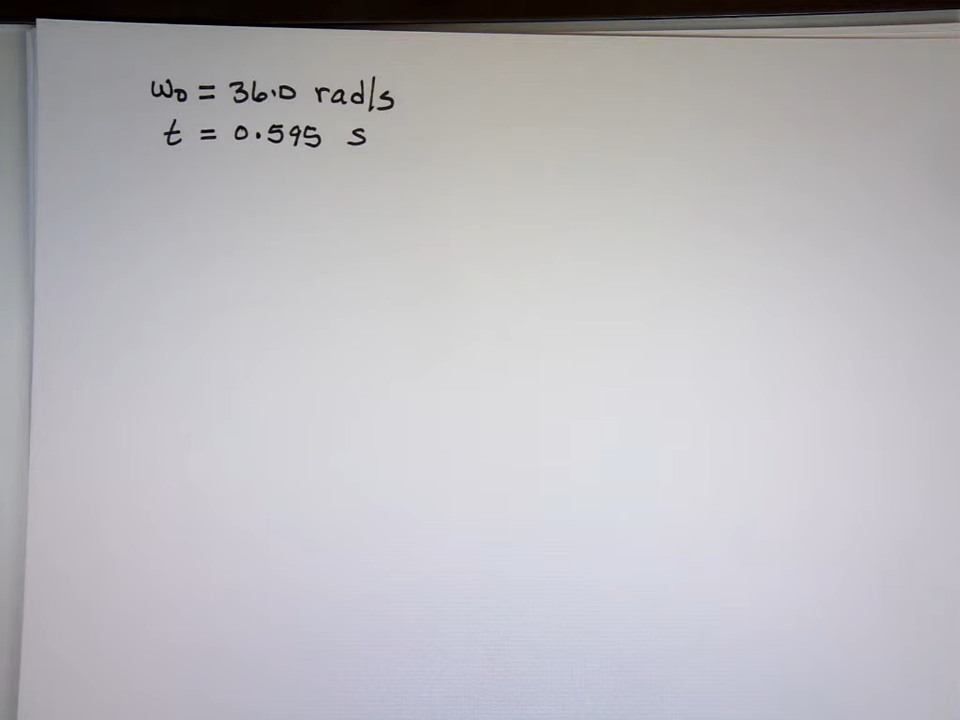 ω₀ = 36.0 rad/s
t = 0.595 s